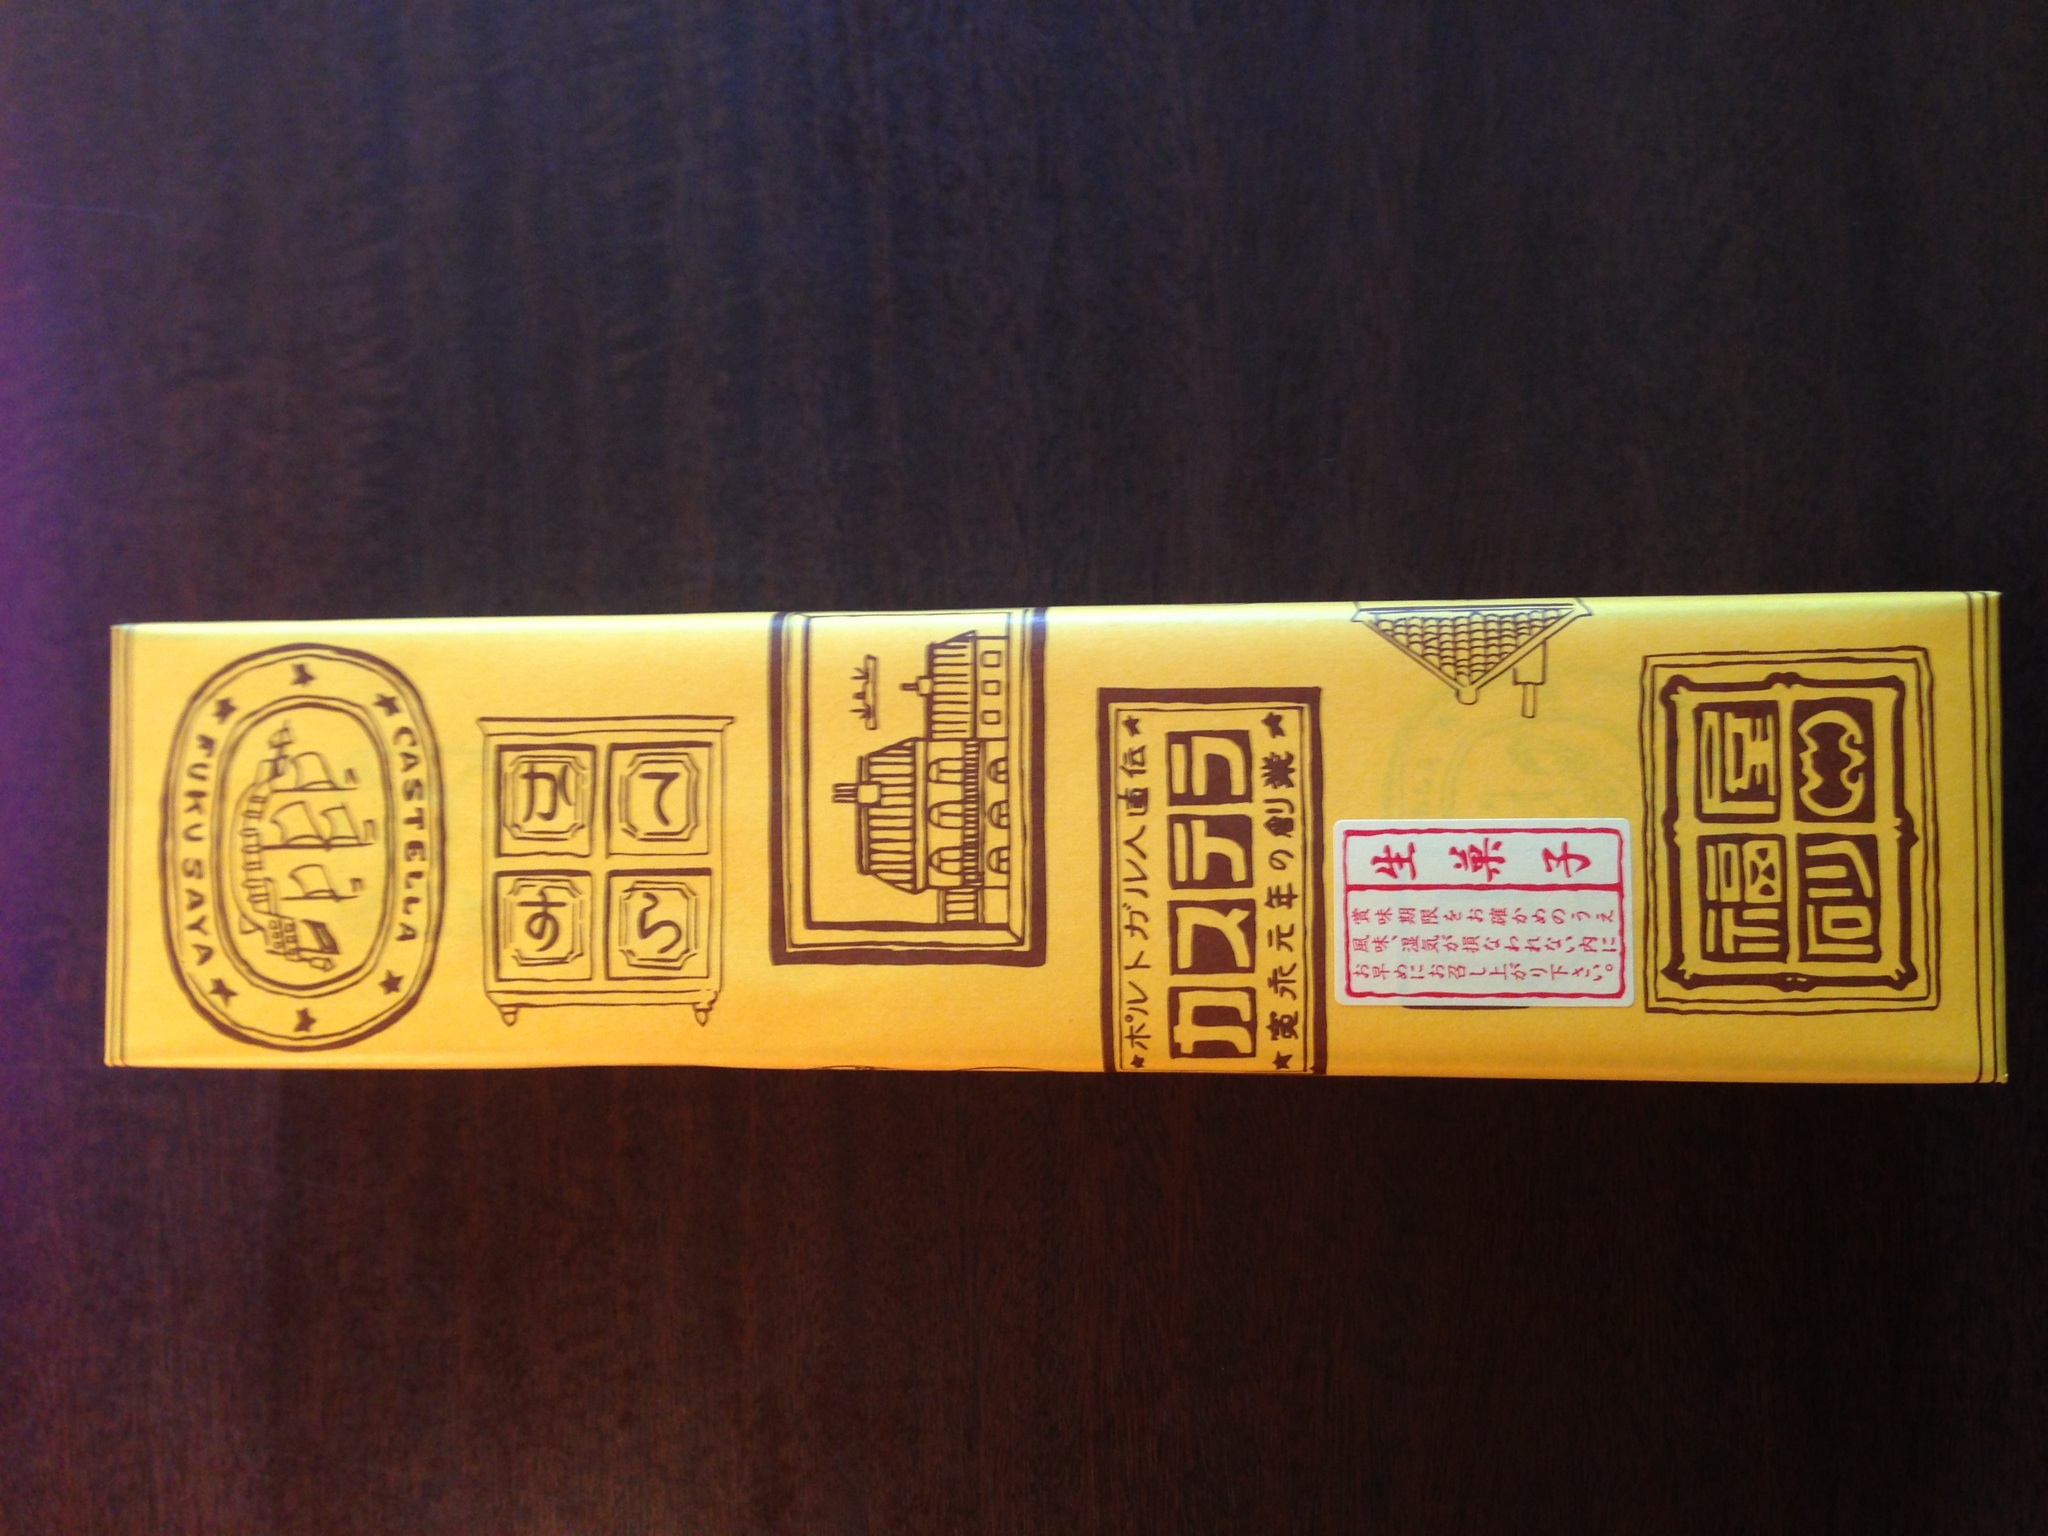 CASTELLA
FUKUSAYA
かすてら
ポルトガル人直伝
カステラ
寛永元年の創業
生菓子
賞味期限をお確かめのうえ
風味、湿気が損なわれない内に
お早めにお召し上がり下さい。
福砂屋